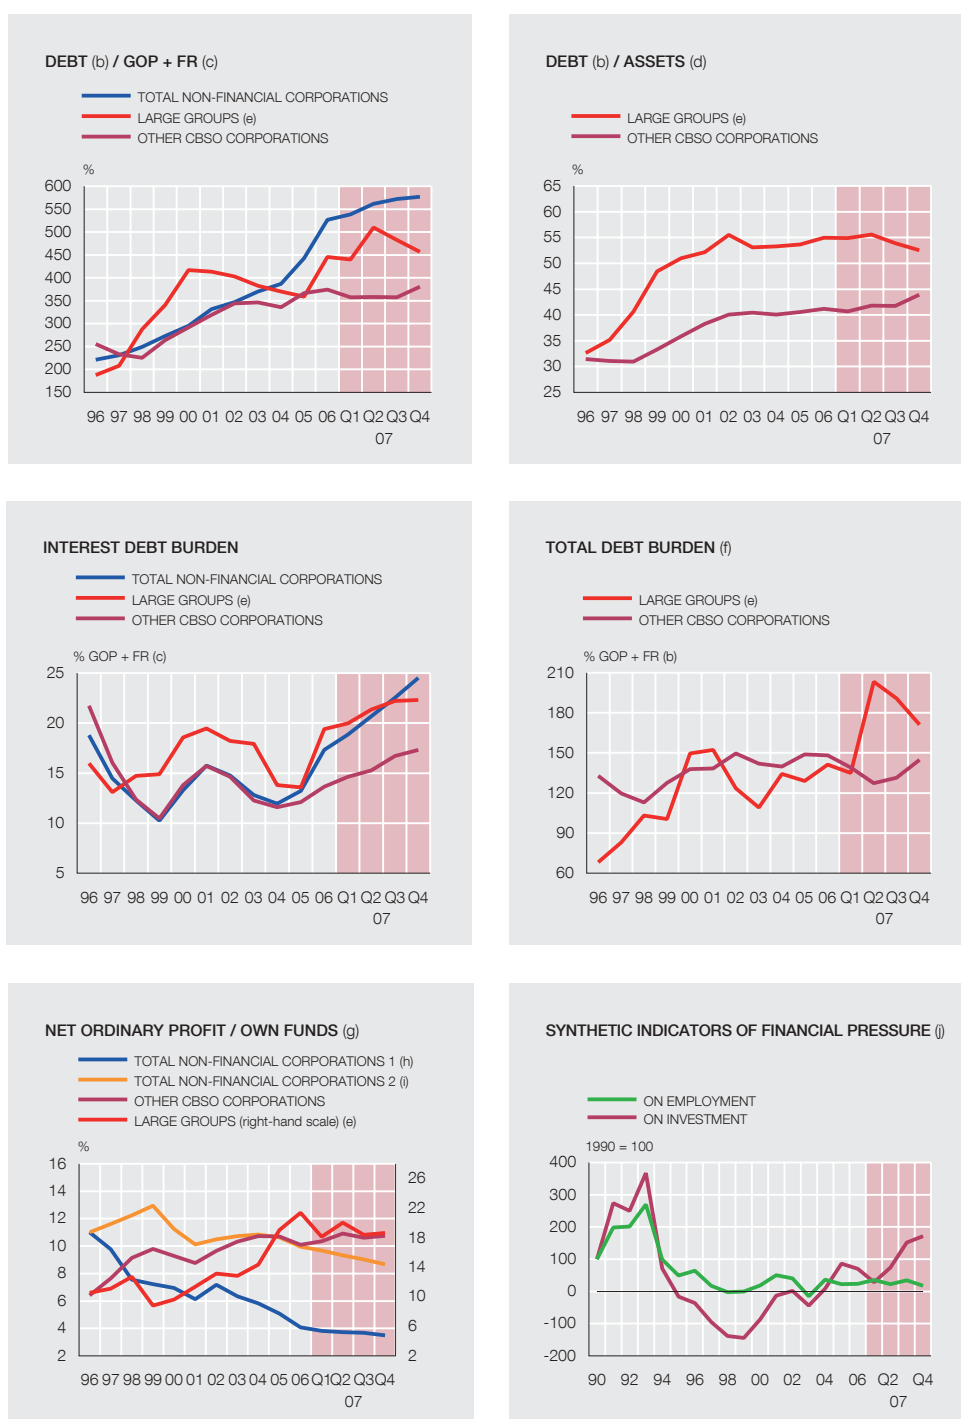 DEBT (b) / GOP + FR (c)
TOTAL NON-FINANCIAL CORPORATIONS
LARGE GROUPS (e)
OTHER CBSO CORPORATIONS
%
600
550
500
450
400
350
300
250
200
150
96 97 98 99 00 01 02 03 04 05 06 Q1 Q2 Q3 Q4
07
DEBT (b) / ASSETS (d)
LARGE GROUPS (e)
OTHER CBSO CORPORATIONS
%
65
60
55
50
45
40
35
30
25
96 97 98 99 00 01 02 03 04 05 06 Q1 Q2 Q3 Q4
07
INTEREST DEBT BURDEN
TOTAL NON-FINANCIAL CORPORATIONS
LARGE GROUPS (e)
OTHER CBSO CORPORATIONS
% GOP + FR (c)
25
20
15
10
5
96 97 98 99 00 01 02 03 04 05 06 Q1 Q2 Q3 Q4
07
TOTAL DEBT BURDEN (f)
LARGE GROUPS (e)
OTHER CBSO CORPORATIONS
% GOP + FR (b)
210
180
150
120
90
60
96 97 98 99 00 01 02 03 04 05 06 Q1 Q2 Q3 Q4
07
NET ORDINARY PROFIT / OWN FUNDS (g)
TOTAL NON-FINANCIAL CORPORATIONS 1 (h)
TOTAL NON-FINANCIAL CORPORATIONS 2 (i)
OTHER CBSO CORPORATIONS
LARGE GROUPS (right-hand scale) (e)
%
16
14
12
10
8
6
4
2
26
22
18
14
10
6
2
96 97 98 99 00 01 02 03 04 05 06 Q1 Q2 Q3 Q4
07
SYNTHETIC INDICATORS OF FINANCIAL PRESSURE (j)
ON EMPLOYMENT
ON INVESTMENT
1990 = 100
400
300
200
100
0
-100
-200
90 92 94 96 98 00 02 04 06 Q2 Q4
07